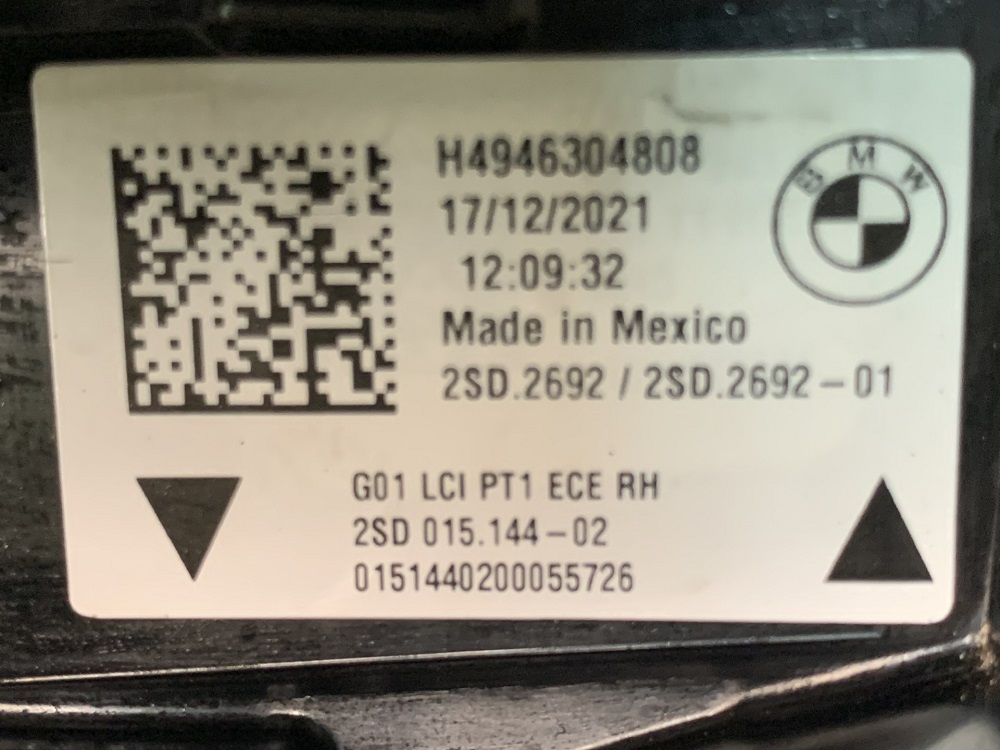 H4946304808
17/12/2021
12:09:32
Made in Mexico
2SD.2692 / 2SD.2692-01
BMW
G01 LCI PT1 ECE RH
2SD 015.144-02
0151440200055726